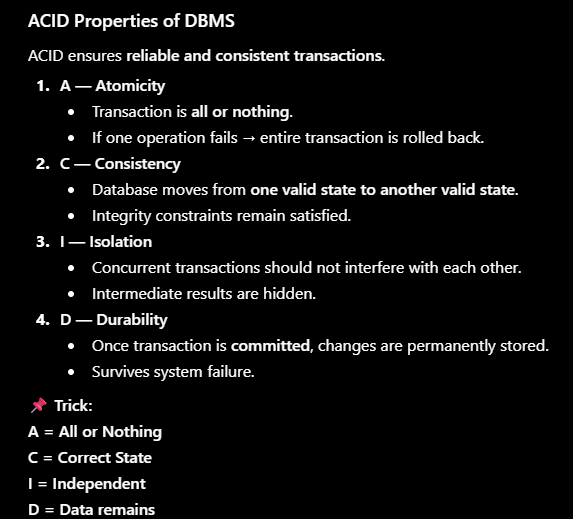 ACID Properties of DBMS
ACID ensures reliable and consistent transactions.
1. A — Atomicity
• Transaction is all or nothing.
• If one operation fails → entire transaction is rolled back.
2. C — Consistency
• Database moves from one valid state to another valid state.
• Integrity constraints remain satisfied.
3. I — Isolation
• Concurrent transactions should not interfere with each other.
• Intermediate results are hidden.
4. D — Durability
• Once transaction is committed, changes are permanently stored.
• Survives system failure.
📌 Trick:
A = All or Nothing
C = Correct State
I = Independent
D = Data remains